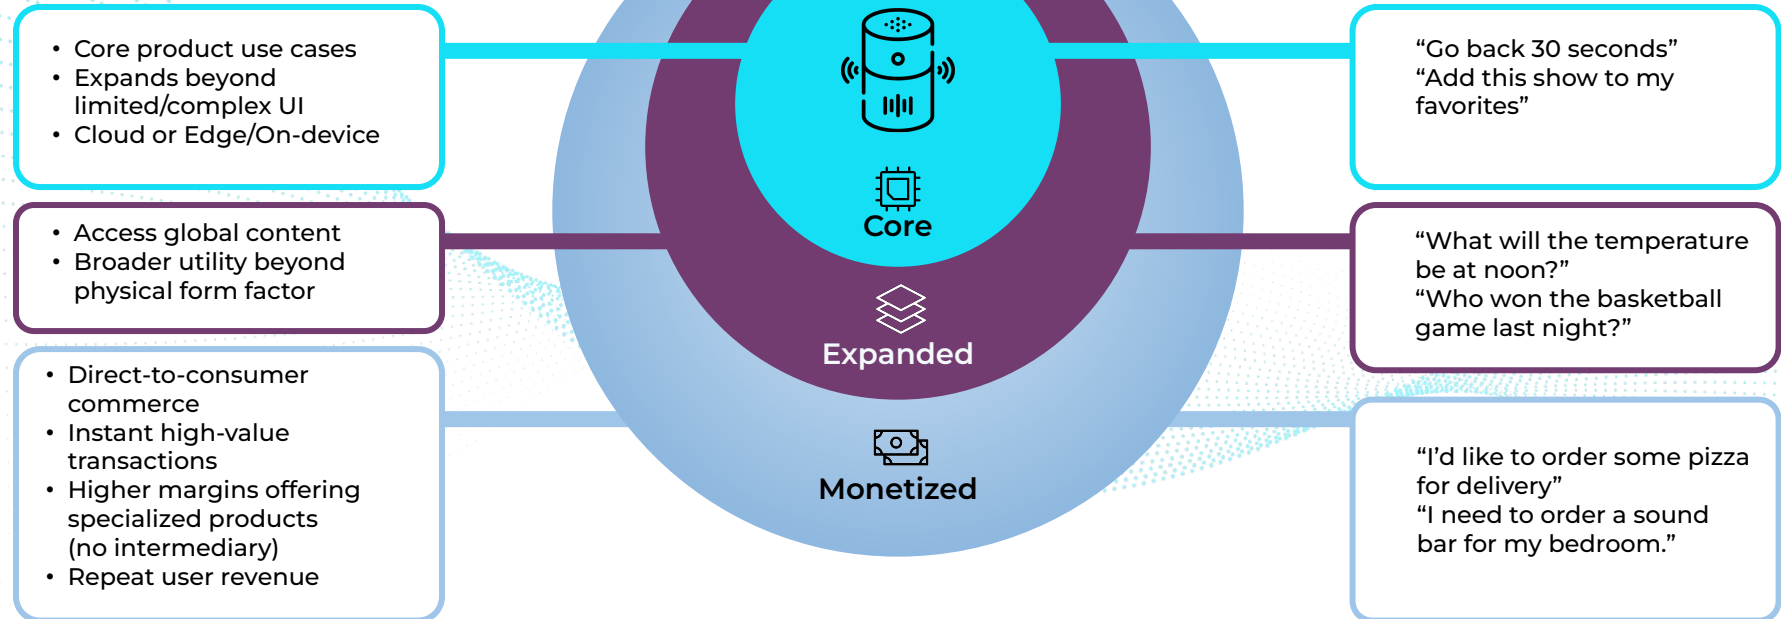 • Core product use cases
• Expands beyond
limited/complex UI
• Cloud or Edge/On-device
“Go back 30 seconds”
“Add this show to my
favorites”
Core
• Access global content
• Broader utility beyond
physical form factor
“What will the temperature
be at noon?”
“Who won the basketball
game last night?”
Expanded
• Direct-to-consumer
commerce
• Instant high-value
transactions
• Higher margins offering
specialized products
(no intermediary)
• Repeat user revenue
Monetized
“I’d like to order some pizza
for delivery”
“I need to order a sound
bar for my bedroom.”